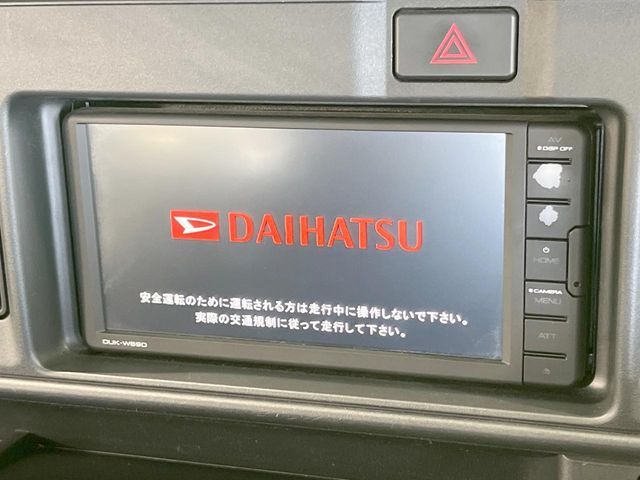 AV
DISP OFF
DAIHATSU
HOME
CAMERA
MENU
安全運転のために運転される方は走行中に操作しないで下さい。
実際の交通規制に従って走行して下さい。
ATT
DUK-W69D